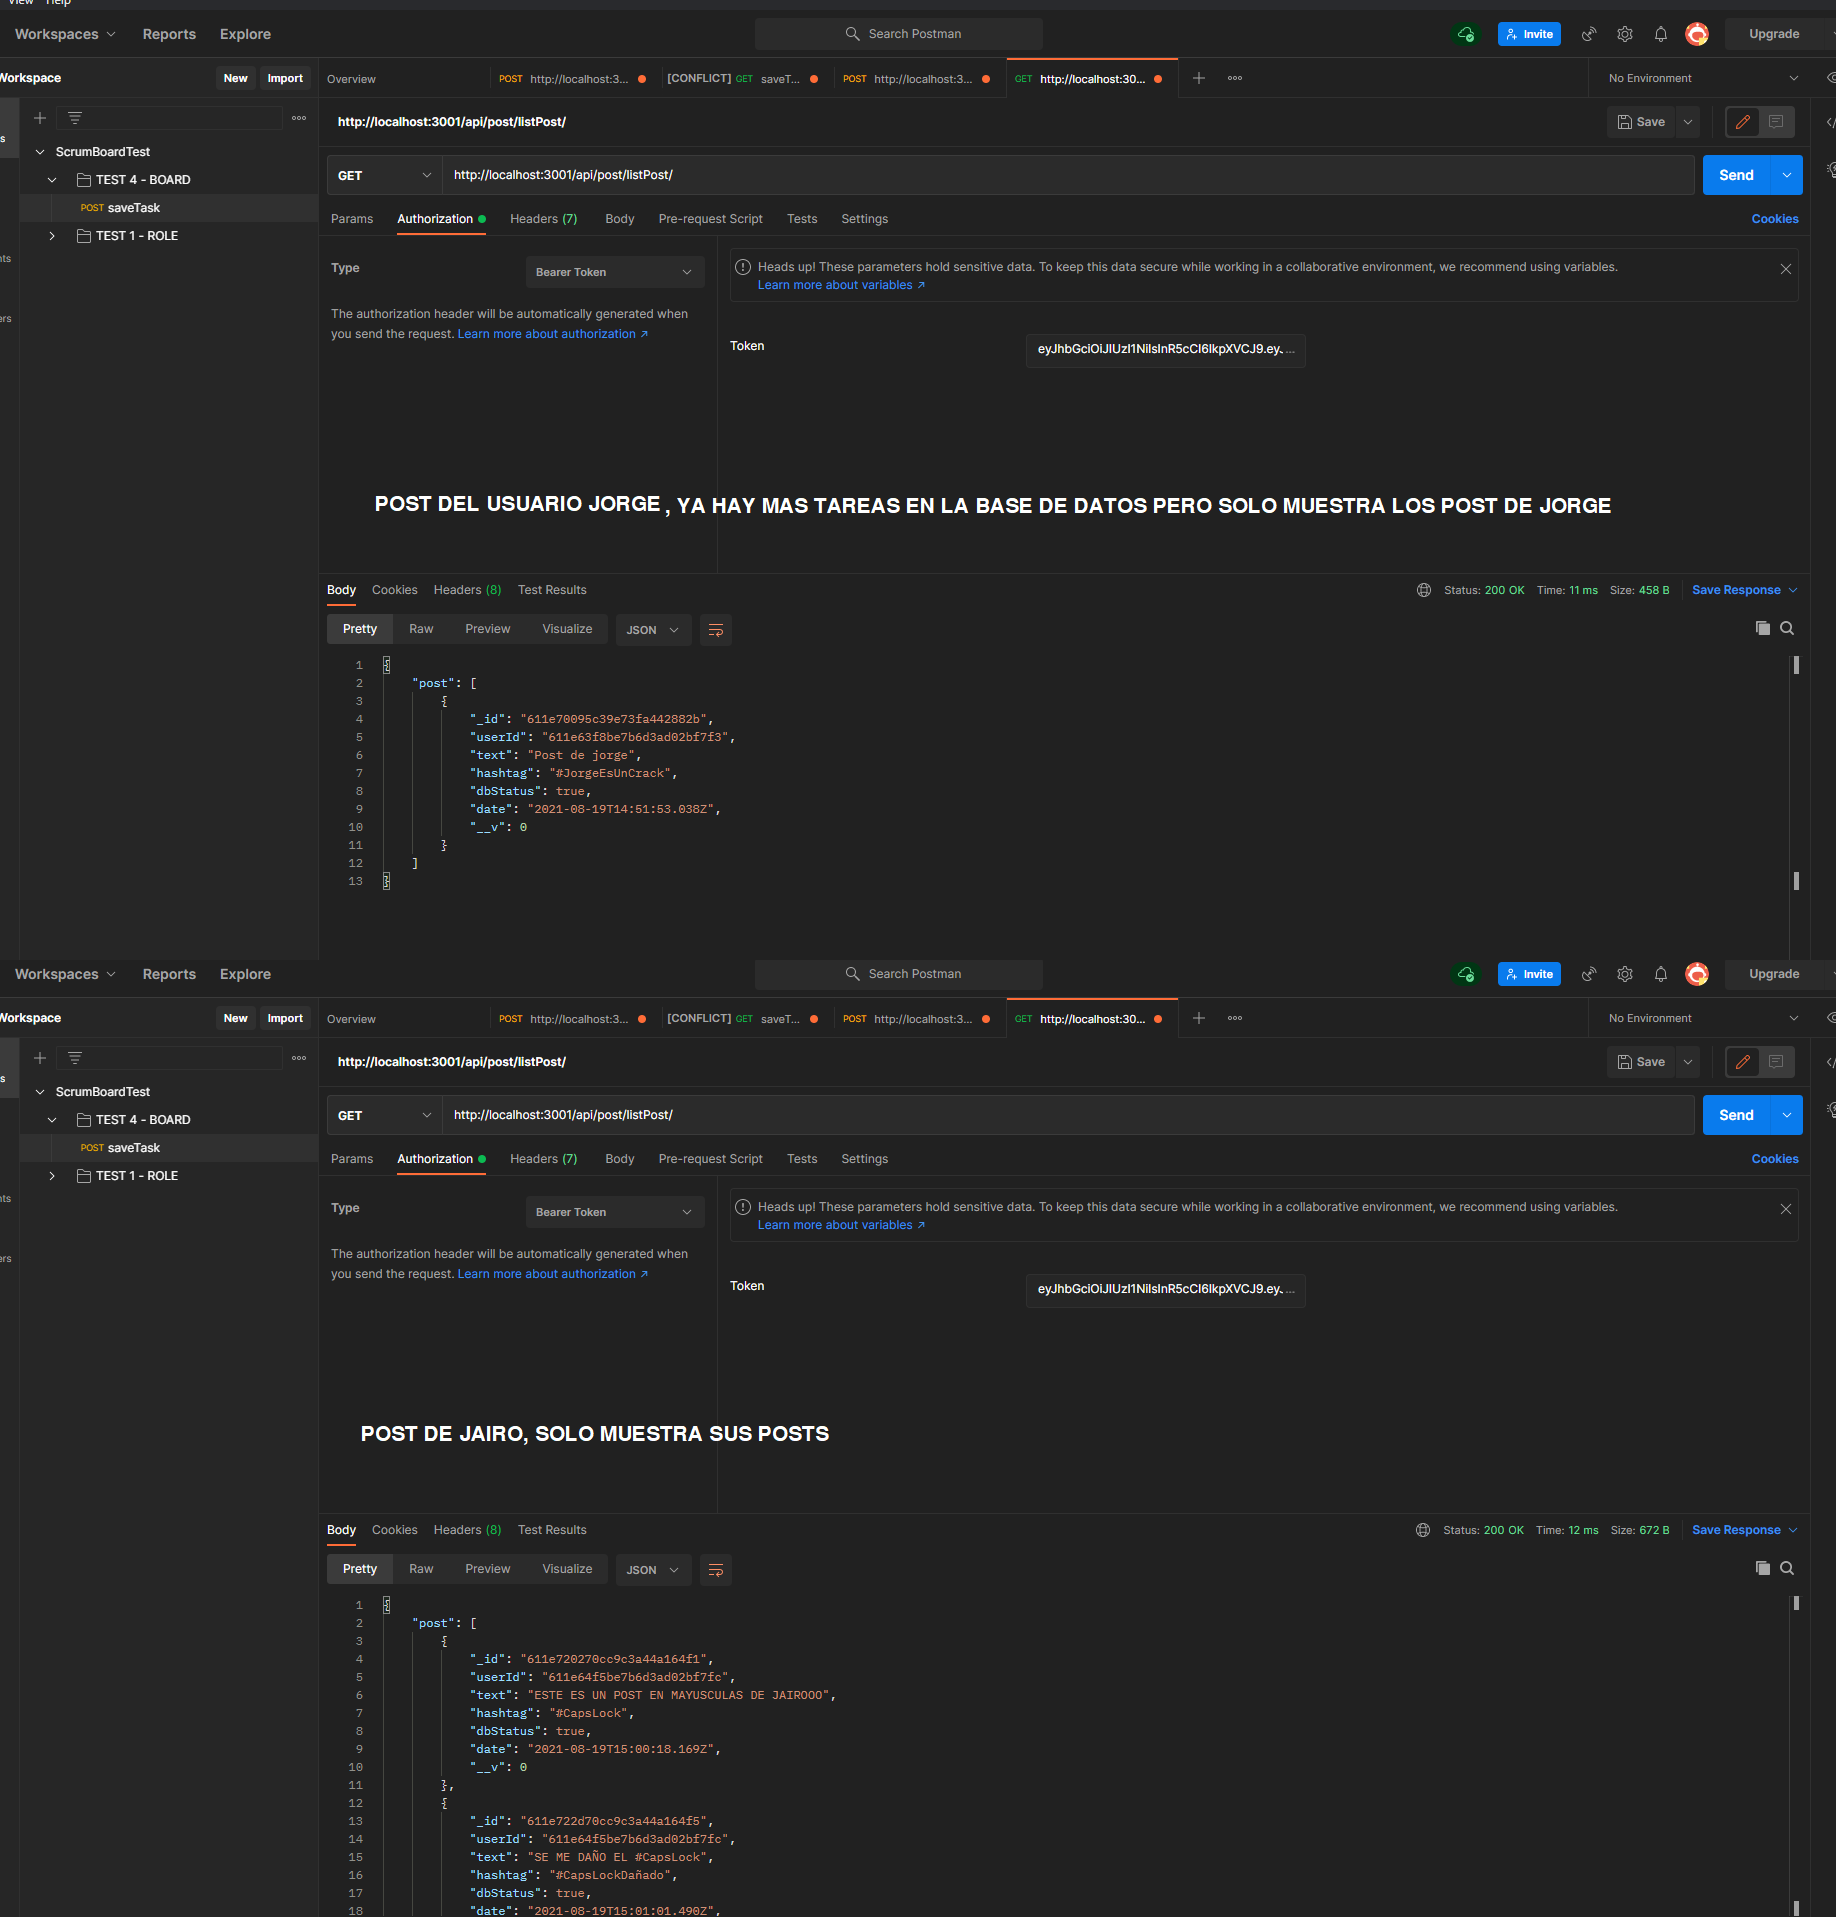 View Help
Workspaces Reports Explore Search Postman Invite Upgrade
Workspace New Import Overview POST http://localhost:3... [CONFLICT] GET saveT... POST http://localhost:3... GET http://localhost:30... No Environment
http://localhost:3001/api/post/listPost/ Save
s
ScrumBoardTest
TEST 4 - BOARD
GET http://localhost:3001/api/post/listPost/ Send
POST saveTask
Params Authorization Headers (7) Body Pre-request Script Tests Settings Cookies
TEST 1 - ROLE
nts
ers
Type Bearer Token
Heads up! These parameters hold sensitive data. To keep this data secure while working in a collaborative environment, we recommend using variables.
Learn more about variables ↗
The authorization header will be automatically generated when
you send the request. Learn more about authorization ↗
Token eyJhbGciOiJIUzI1NiIsInR5cCI6IkpXVCJ9.eyJ...
POST DEL USUARIO JORGE , YA HAY MAS TAREAS EN LA BASE DE DATOS PERO SOLO MUESTRA LOS POST DE JORGE
Body Cookies Headers (8) Test Results Status: 200 OK Time: 11 ms Size: 458 B Save Response
Pretty Raw Preview Visualize JSON
1 {
2 "post": [
3 {
4 "_id": "611e70095c39e73fa442882b",
5 "userId": "611e63f8be7b6d3ad02bf7f3",
6 "text": "Post de jorge",
7 "hashtag": "#JorgeEsUnCrack",
8 "dbStatus": true,
9 "date": "2021-08-19T14:51:53.038Z",
10 "__v": 0
11 }
12 ]
13 }
Workspaces Reports Explore Search Postman Invite Upgrade
Workspace New Import Overview POST http://localhost:3... [CONFLICT] GET saveT... POST http://localhost:3... GET http://localhost:30... No Environment
http://localhost:3001/api/post/listPost/ Save
s
ScrumBoardTest
TEST 4 - BOARD
GET http://localhost:3001/api/post/listPost/ Send
POST saveTask
Params Authorization Headers (7) Body Pre-request Script Tests Settings Cookies
TEST 1 - ROLE
nts
ers
Type Bearer Token
Heads up! These parameters hold sensitive data. To keep this data secure while working in a collaborative environment, we recommend using variables.
Learn more about variables ↗
The authorization header will be automatically generated when
you send the request. Learn more about authorization ↗
Token eyJhbGciOiJIUzI1NiIsInR5cCI6IkpXVCJ9.eyJ...
POST DE JAIRO, SOLO MUESTRA SUS POSTS
Body Cookies Headers (8) Test Results Status: 200 OK Time: 12 ms Size: 672 B Save Response
Pretty Raw Preview Visualize JSON
1 {
2 "post": [
3 {
4 "_id": "611e720270cc9c3a44a164f1",
5 "userId": "611e64f5be7b6d3ad02bf7fc",
6 "text": "ESTE ES UN POST EN MAYUSCULAS DE JAIROOO",
7 "hashtag": "#CapsLock",
8 "dbStatus": true,
9 "date": "2021-08-19T15:00:18.169Z",
10 "__v": 0
11 },
12 {
13 "_id": "611e722d70cc9c3a44a164f5",
14 "userId": "611e64f5be7b6d3ad02bf7fc",
15 "text": "SE ME DAÑO EL #CapsLock",
16 "hashtag": "#CapsLockDañado",
17 "dbStatus": true,
18 "date": "2021-08-19T15:01:01.490Z",